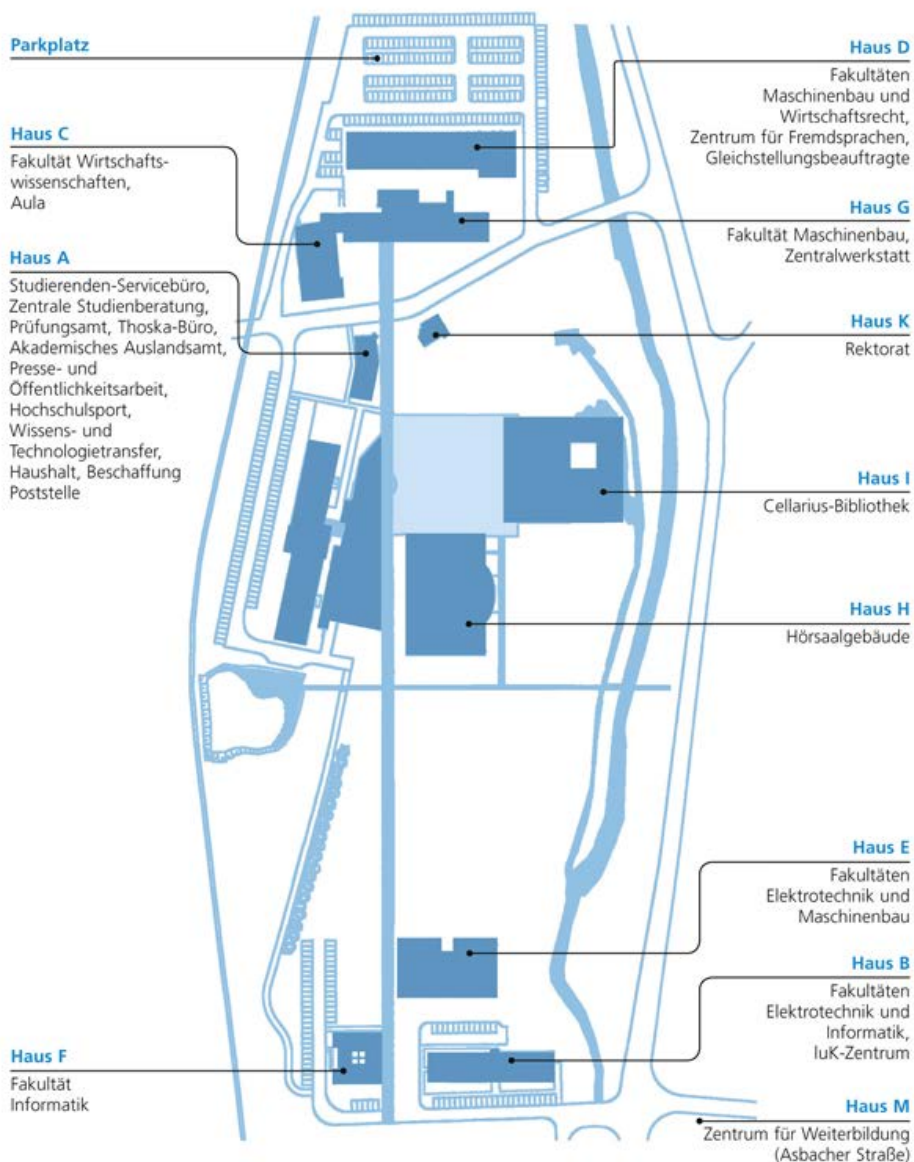 Parkplatz
Haus C
Fakultät Wirtschafts-
wissenschaften,
Aula
Haus A
Studierenden-Servicebüro,
Zentrale Studienberatung,
Prüfungsamt, Thoska-Büro,
Akademisches Auslandsamt,
Presse- und
Öffentlichkeitsarbeit,
Hochschulsport,
Wissens- und
Technologietransfer,
Haushalt, Beschaffung
Poststelle
Haus F
Fakultät
Informatik
Haus D
Fakultäten
Maschinenbau und
Wirtschaftsrecht,
Zentrum für Fremdsprachen,
Gleichstellungsbeauftragte
Haus G
Fakultät Maschinenbau,
Zentralwerkstatt
Haus K
Rektorat
Haus I
Cellarius-Bibliothek
Haus H
Hörsaalgebäude
Haus E
Fakultäten
Elektrotechnik und
Maschinenbau
Haus B
Fakultäten
Elektrotechnik und
Informatik,
IuK-Zentrum
Haus M
Zentrum für Weiterbildung
(Asbacher Straße)